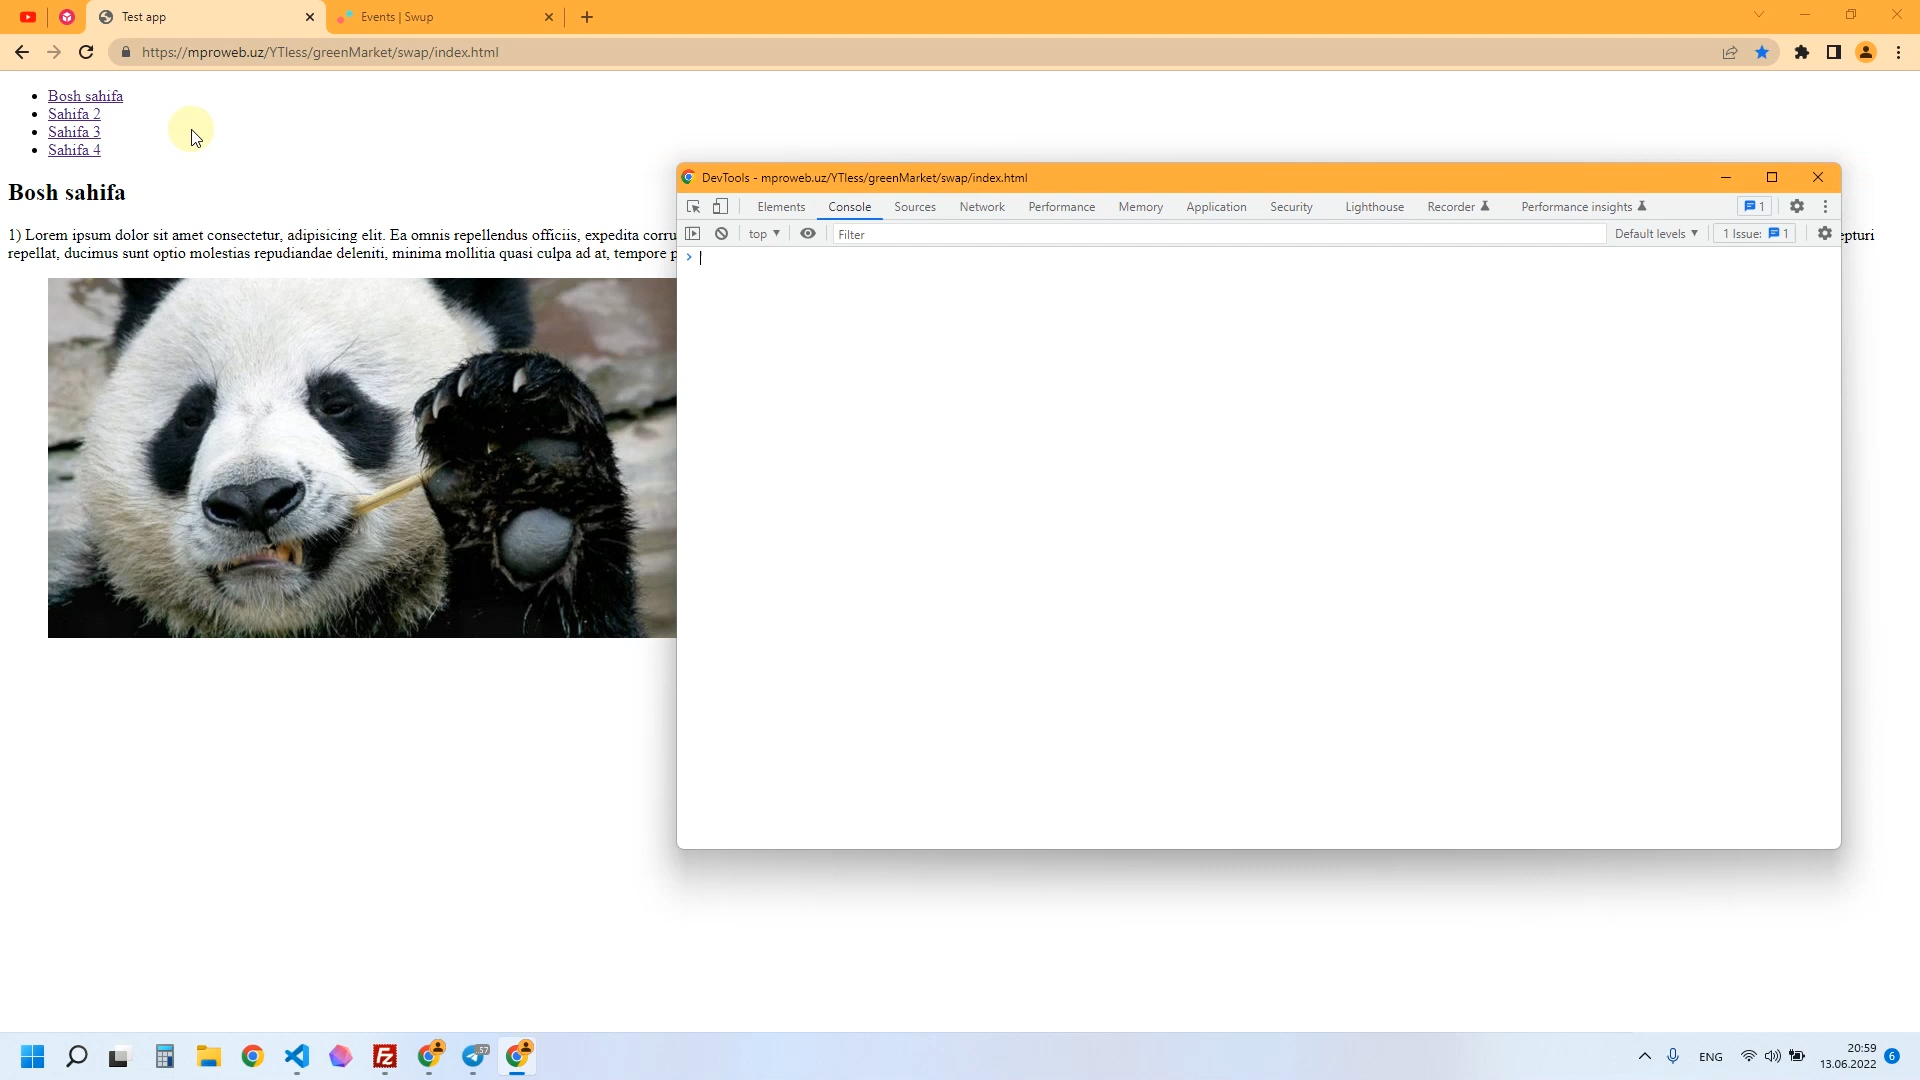 Test app
Events | Swup
https://mproweb.uz/YTless/greenMarket/swap/index.html
Bosh sahifa
Sahifa 2
Sahifa 3
Sahifa 4
Bosh sahifa
1) Lorem ipsum dolor sit amet consectetur, adipisicing elit. Ea omnis repellendus officiis, expedita corru
epturi
repellat, ducimus sunt optio molestias repudiandae deleniti, minima mollitia quasi culpa ad at, tempore p
DevTools - mproweb.uz/YTless/greenMarket/swap/index.html
Elements Console Sources Network Performance Memory Application Security Lighthouse Recorder Performance insights 1
top Filter Default levels 1 Issue: 1
57
ENG
20:59
13.06.2022
6